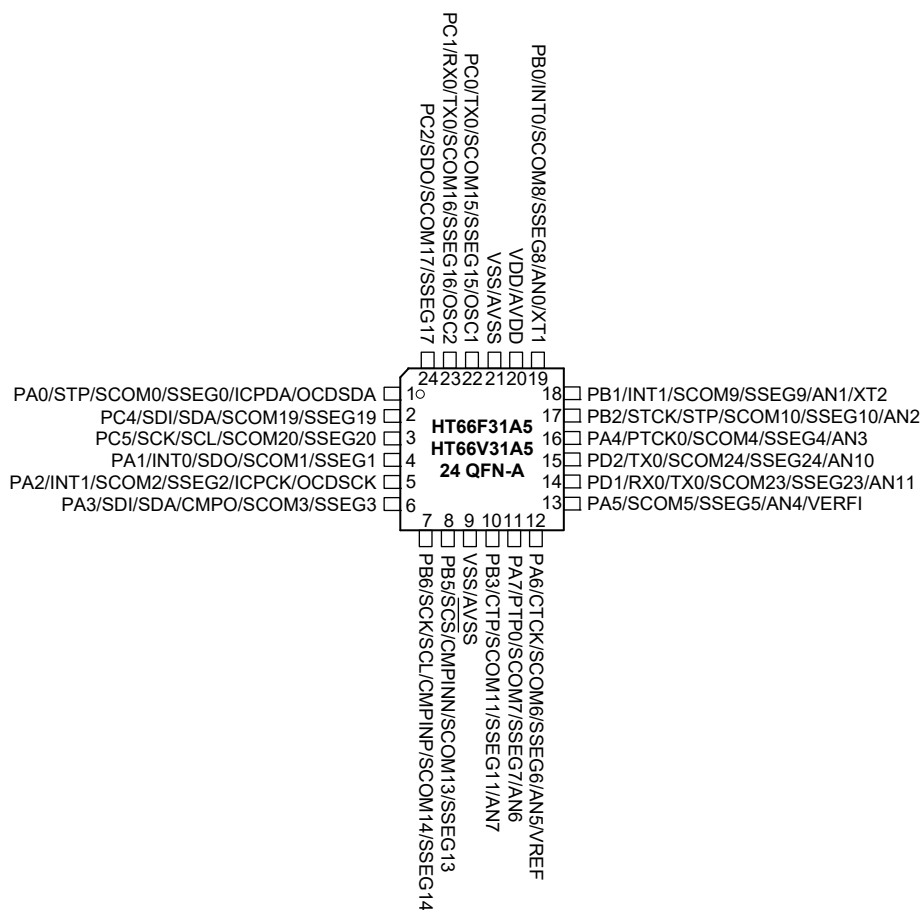 PC2/SDO/SCOM17/SSEG17
PC1/RX0/TX0/SCOM16/SSEG16/OSC2
PC0/TX0/SCOM15/SSEG15/OSC1
VSS/AVSS
VDD/AVDD
PB0/INT0/SCOM8/SSEG8/AN0/XT1
24 23 22 21 20 19
PA0/STP/SCOM0/SSEG0/ICPDA/OCDSDA 1
PC4/SDI/SDA/SCOM19/SSEG19 2
PC5/SCK/SCL/SCOM20/SSEG20 3
PA1/INT0/SDO/SCOM1/SSEG1 4
PA2/INT1/SCOM2/SSEG2/ICPCK/OCDSCK 5
PA3/SDI/SDA/CMPO/SCOM3/SSEG3 6
HT66F31A5
HT66V31A5
24 QFN-A
18 PB1/INT1/SCOM9/SSEG9/AN1/XT2
17 PB2/STCK/STP/SCOM10/SSEG10/AN2
16 PA4/PTCK0/SCOM4/SSEG4/AN3
15 PD2/TX0/SCOM24/SSEG24/AN10
14 PD1/RX0/TX0/SCOM23/SSEG23/AN11
13 PA5/SCOM5/SSEG5/AN4/VERFI
7 8 9 10 11 12
PB6/SCK/SCL/CMPINP/SCOM14/SSEG14
PB5/SCS/CMPINN/SCOM13/SSEG13
VSS/AVSS
PB3/CTP/SCOM11/SSEG11/AN7
PA7/PTP0/SCOM7/SSEG7/AN6
PA6/CTCK/SCOM6/SSEG6/AN5/VREF